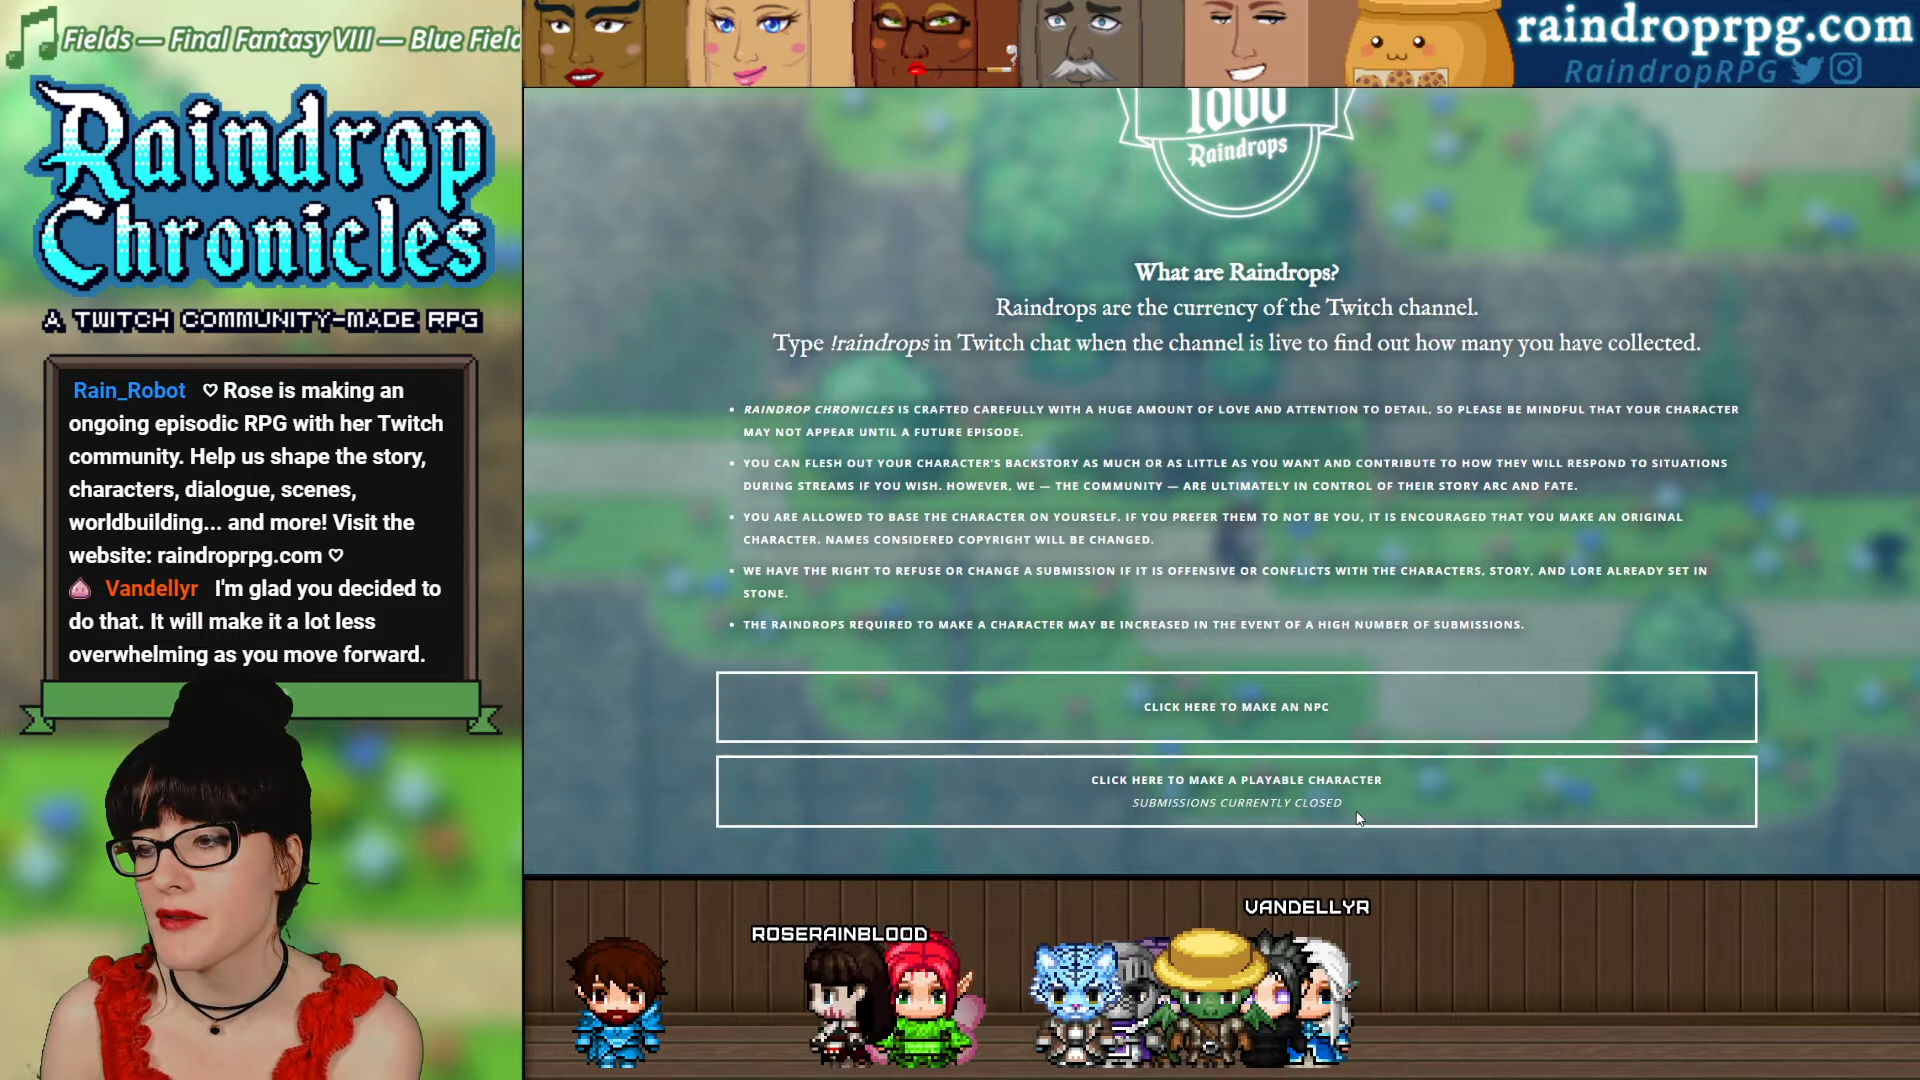 Fields — Final Fantasy VIII — Blue Field
raindroprpg.com
RaindropRPG
Raindrop
Chronicles
A TWITCH COMMUNITY-MADE RPG
Rain_Robot ♡ Rose is making an
ongoing episodic RPG with her Twitch
community. Help us shape the story,
characters, dialogue, scenes,
worldbuilding... and more! Visit the
website: raindroprpg.com ♡
Vandellyr I'm glad you decided to
do that. It will make it a lot less
overwhelming as you move forward.
1000
Raindrops
What are Raindrops?
Raindrops are the currency of the Twitch channel.
Type !raindrops in Twitch chat when the channel is live to find out how many you have collected.
• RAINDROP CHRONICLES IS CRAFTED CAREFULLY WITH A HUGE AMOUNT OF LOVE AND ATTENTION TO DETAIL, SO PLEASE BE MINDFUL THAT YOUR CHARACTER
MAY NOT APPEAR UNTIL A FUTURE EPISODE.
• YOU CAN FLESH OUT YOUR CHARACTER'S BACKSTORY AS MUCH OR AS LITTLE AS YOU WANT AND CONTRIBUTE TO HOW THEY WILL RESPOND TO SITUATIONS
DURING STREAMS IF YOU WISH. HOWEVER, WE — THE COMMUNITY — ARE ULTIMATELY IN CONTROL OF THEIR STORY ARC AND FATE.
• YOU ARE ALLOWED TO BASE THE CHARACTER ON YOURSELF. IF YOU PREFER THEM TO NOT BE YOU, IT IS ENCOURAGED THAT YOU MAKE AN ORIGINAL
CHARACTER. NAMES CONSIDERED COPYRIGHT WILL BE CHANGED.
• WE HAVE THE RIGHT TO REFUSE OR CHANGE A SUBMISSION IF IT IS OFFENSIVE OR CONFLICTS WITH THE CHARACTERS, STORY, AND LORE ALREADY SET IN
STONE.
• THE RAINDROPS REQUIRED TO MAKE A CHARACTER MAY BE INCREASED IN THE EVENT OF A HIGH NUMBER OF SUBMISSIONS.
CLICK HERE TO MAKE AN NPC
CLICK HERE TO MAKE A PLAYABLE CHARACTER
SUBMISSIONS CURRENTLY CLOSED
VANDELLYR
ROSERAINBLOOD